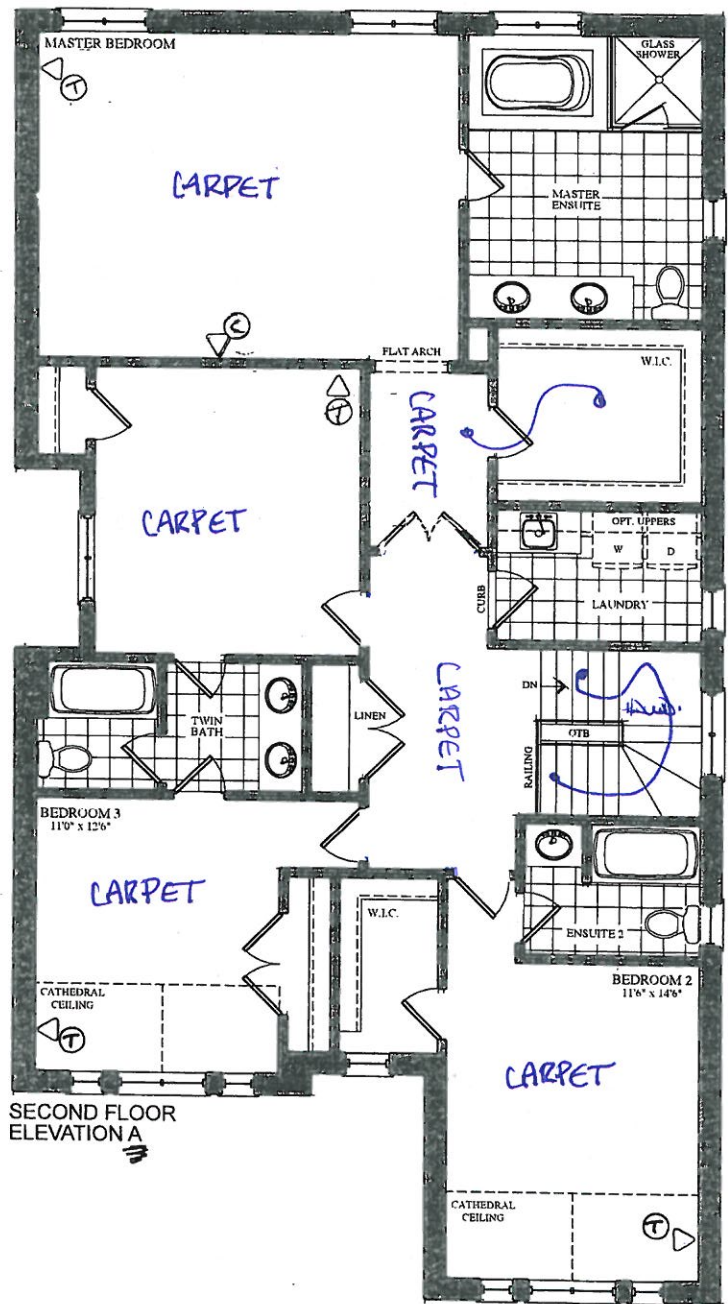 MASTER BEDROOM
T
CARPET
GLASS
SHOWER
MASTER
ENSUITE
C
FLAT ARCH
W.I.C.
T
CARPET
CARPET
OPT. UPPERS
W
D
CURB
LAUNDRY
CARPET
DN
OTB
RAILING
TWIN
BATH
LINEN
BEDROOM 3
11'0" x 12'6"
CARPET
W.I.C.
ENSUITE 2
BEDROOM 2
11'6" x 14'6"
CATHEDRAL
CEILING
T
CARPET
SECOND FLOOR
ELEVATION A
CATHEDRAL
CEILING
T